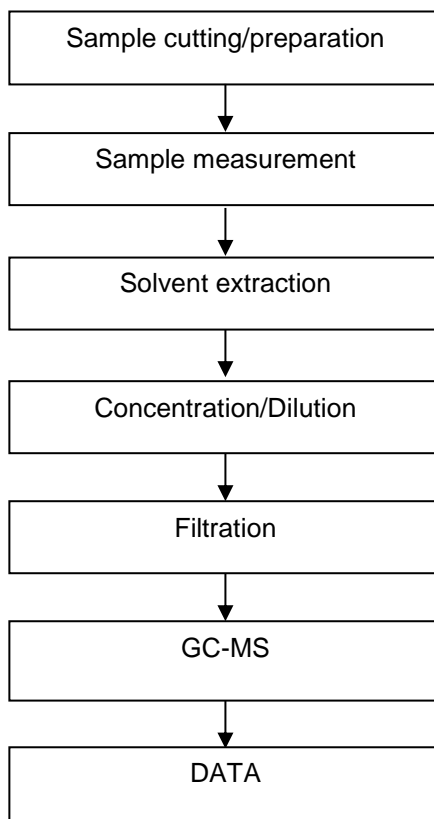 Sample cutting/preparation
Sample measurement
Solvent extraction
Concentration/Dilution
Filtration
GC-MS
DATA